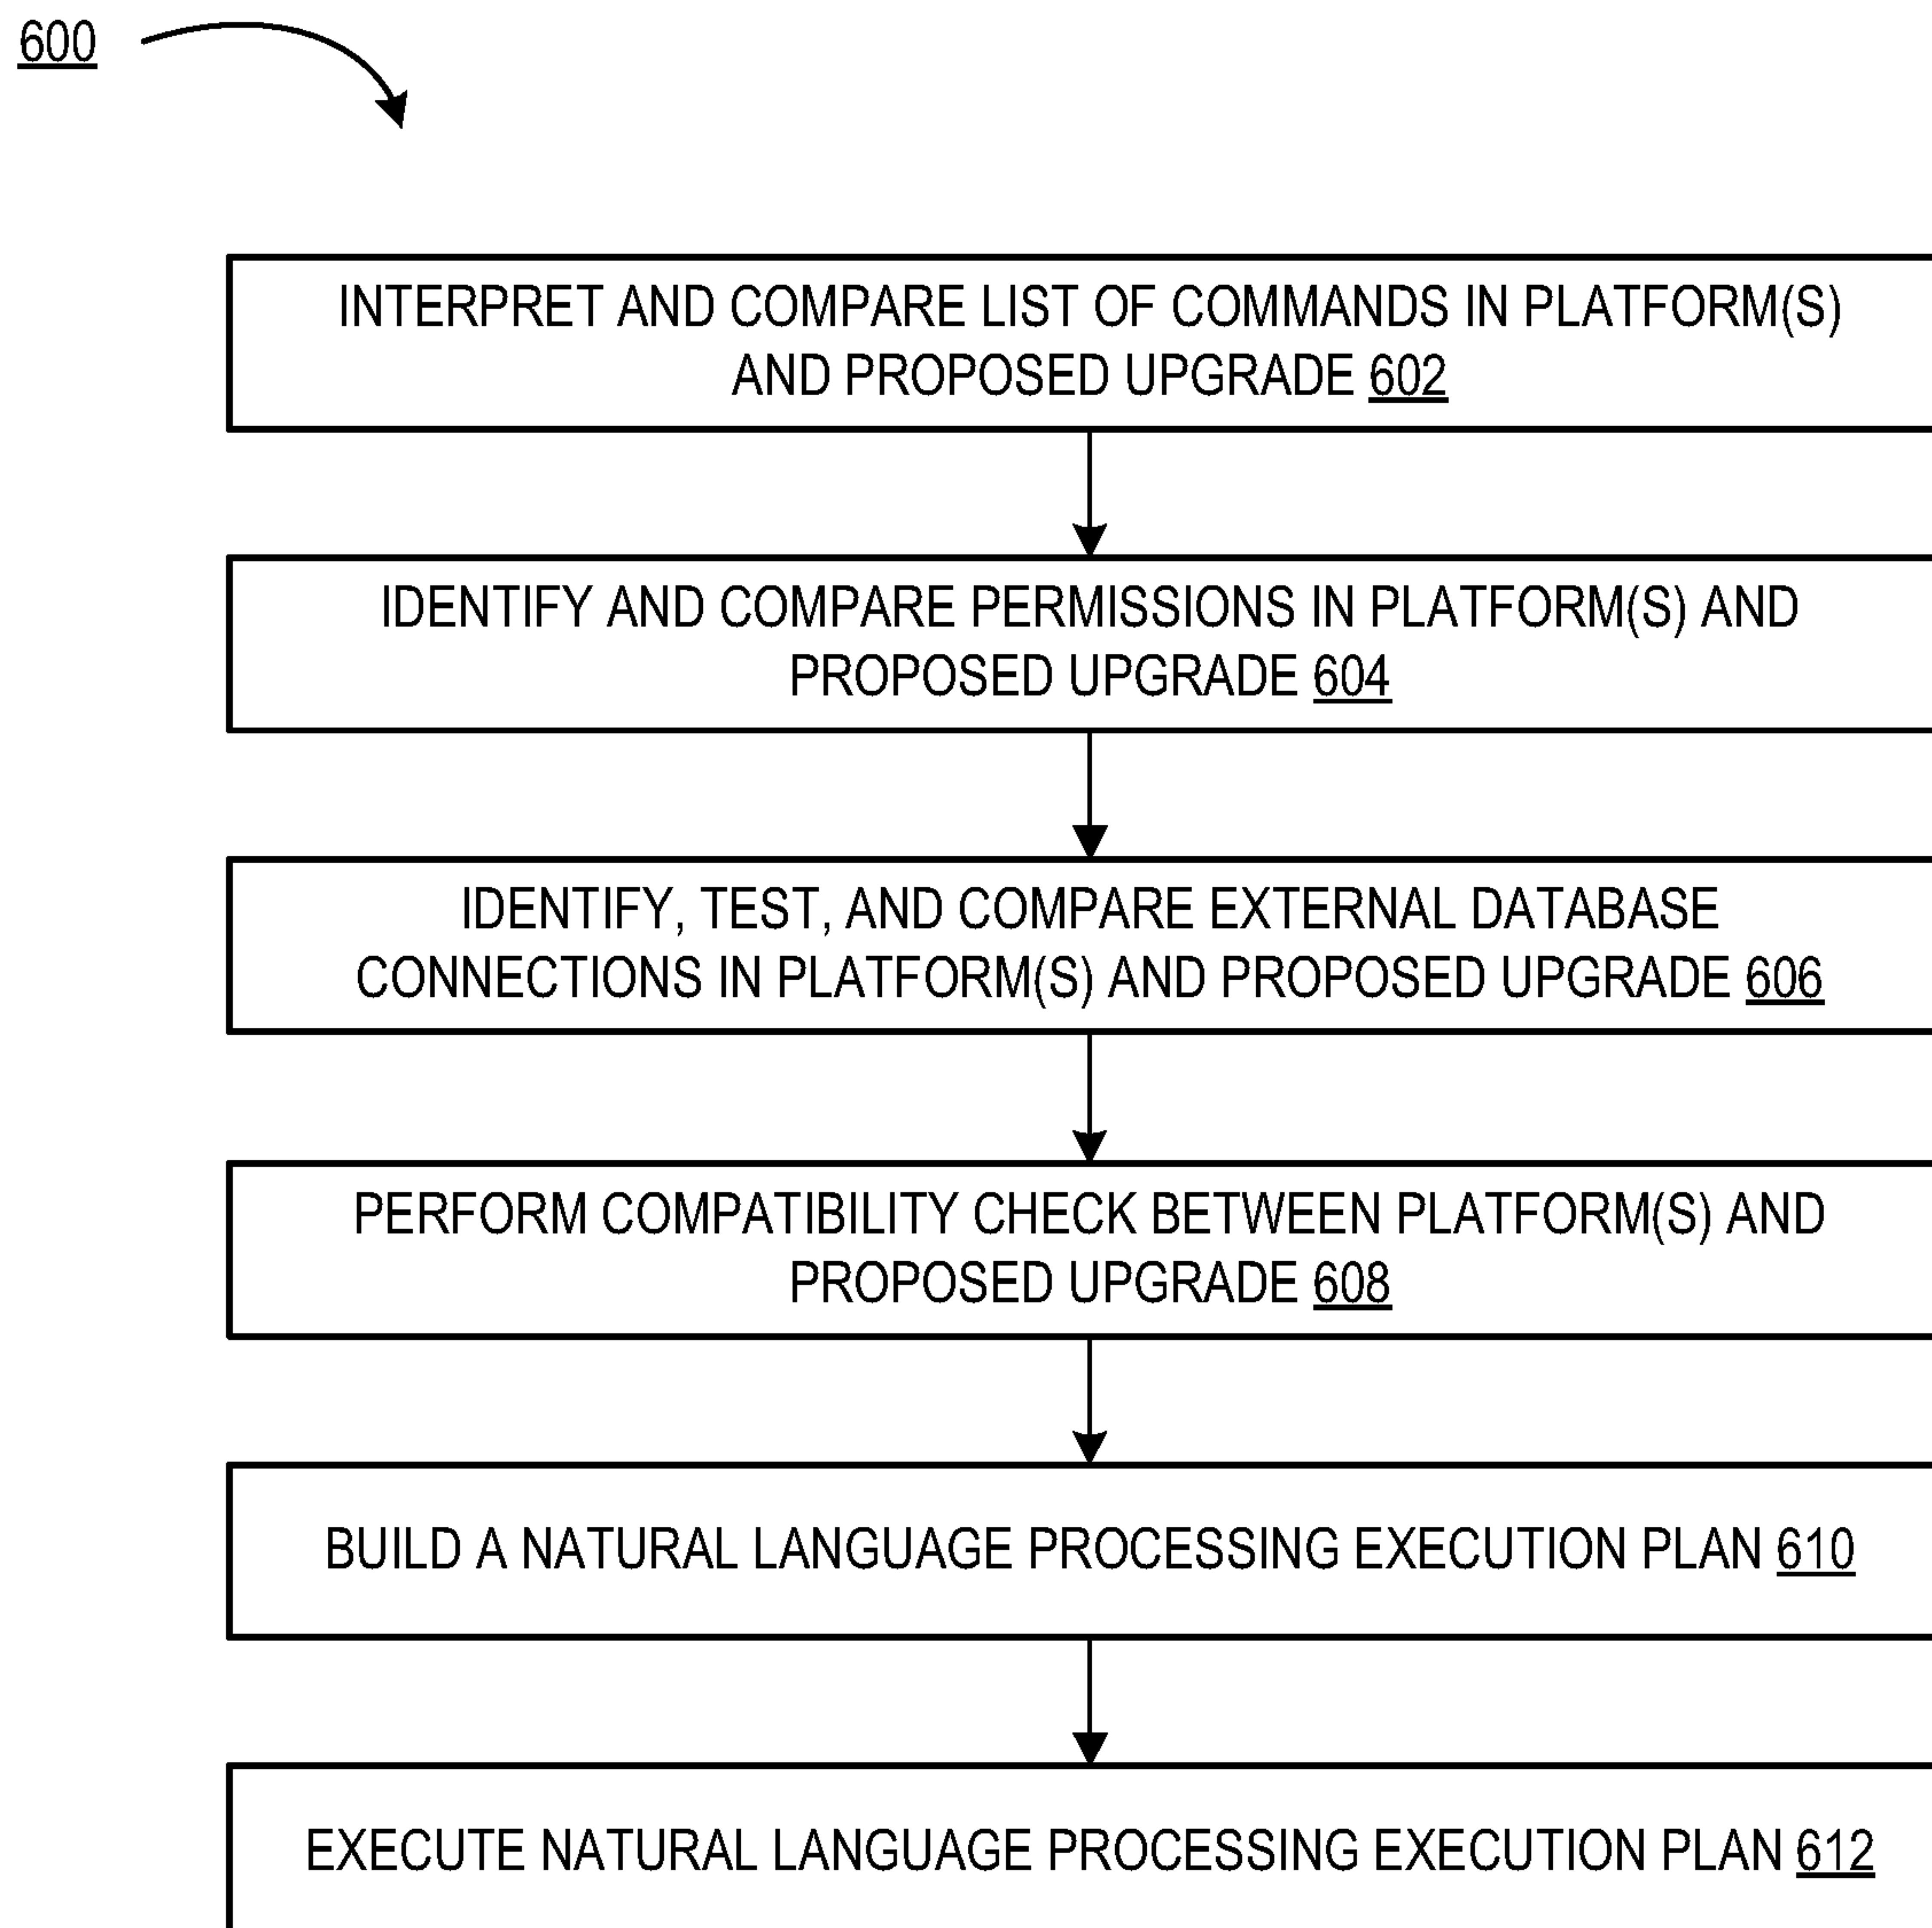 600
INTERPRET AND COMPARE LIST OF COMMANDS IN PLATFORM(S)
AND PROPOSED UPGRADE 602
IDENTIFY AND COMPARE PERMISSIONS IN PLATFORM(S) AND
PROPOSED UPGRADE 604
IDENTIFY, TEST, AND COMPARE EXTERNAL DATABASE
CONNECTIONS IN PLATFORM(S) AND PROPOSED UPGRADE 606
PERFORM COMPATIBILITY CHECK BETWEEN PLATFORM(S) AND
PROPOSED UPGRADE 608
BUILD A NATURAL LANGUAGE PROCESSING EXECUTION PLAN 610
EXECUTE NATURAL LANGUAGE PROCESSING EXECUTION PLAN 612